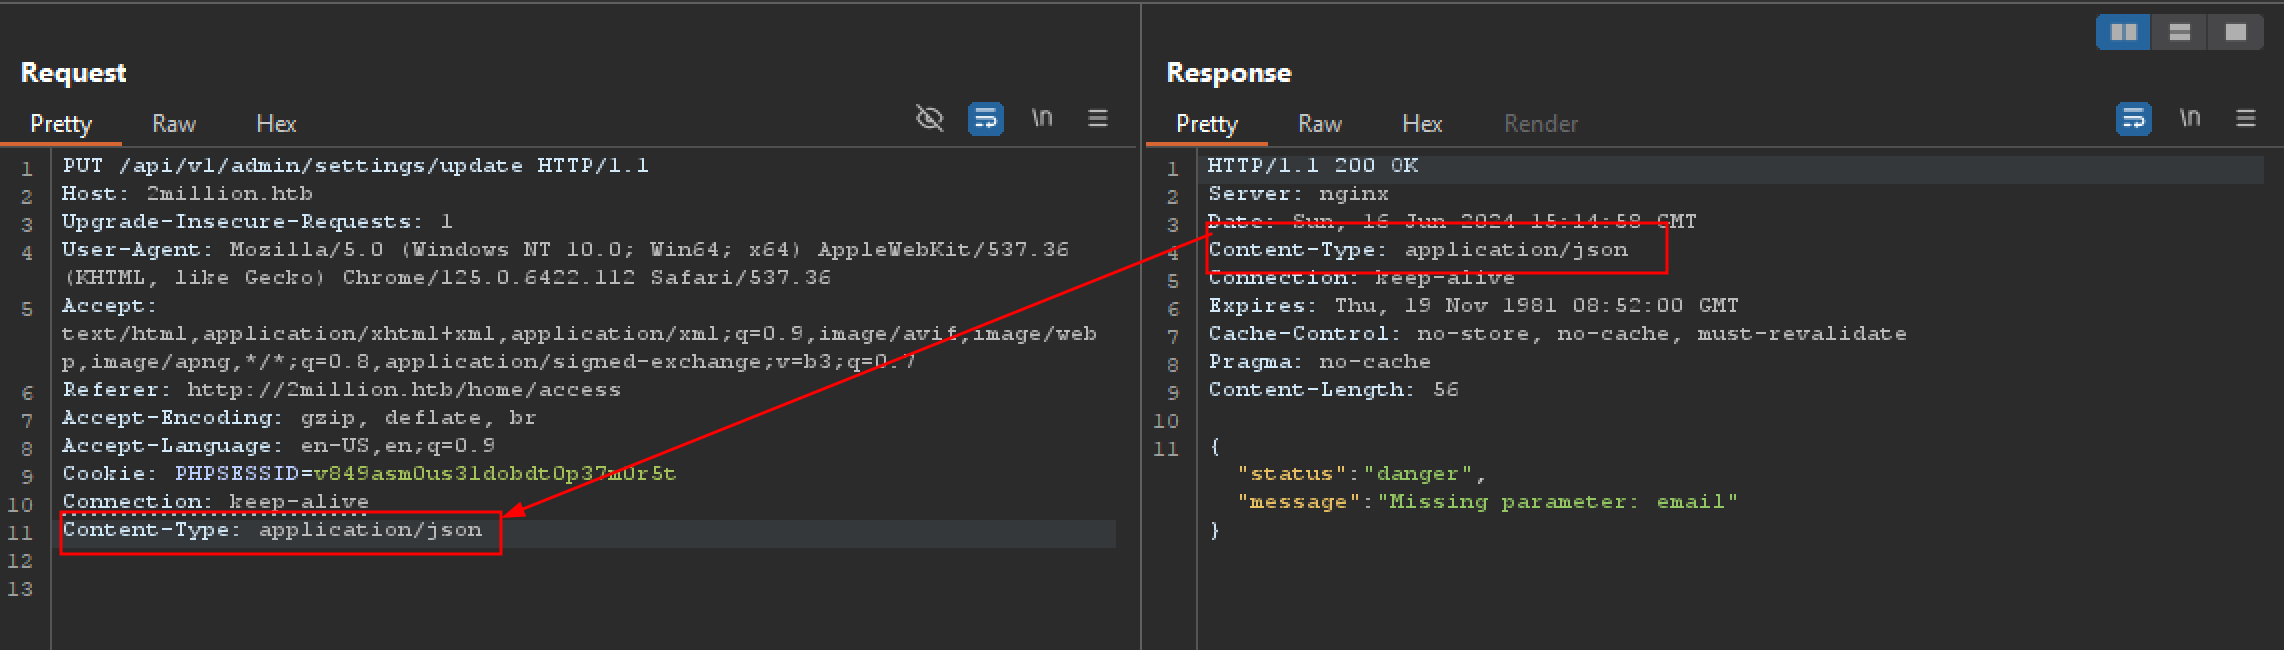 Request
Pretty Raw Hex
\n
1 PUT /api/v1/admin/settings/update HTTP/1.1
2 Host: 2million.htb
3 Upgrade-Insecure-Requests: 1
4 User-Agent: Mozilla/5.0 (Windows NT 10.0; Win64; x64) AppleWebKit/537.36
(KHTML, like Gecko) Chrome/125.0.6422.112 Safari/537.36
5 Accept:
text/html,application/xhtml+xml,application/xml;q=0.9,image/avif,image/web
p,image/apng,*/*;q=0.8,application/signed-exchange;v=b3;q=0.7
6 Referer: http://2million.htb/home/access
7 Accept-Encoding: gzip, deflate, br
8 Accept-Language: en-US,en;q=0.9
9 Cookie: PHPSESSID=v849asm0us3ldobdt0p37m0r5t
10 Connection: keep-alive
11 Content-Type: application/json
12
13
Response
Pretty Raw Hex Render
\n
1 HTTP/1.1 200 OK
2 Server: nginx
3 Date: Sun, 16 Jun 2024 15:14:58 GMT
4 Content-Type: application/json
5 Connection: keep-alive
6 Expires: Thu, 19 Nov 1981 08:52:00 GMT
7 Cache-Control: no-store, no-cache, must-revalidate
8 Pragma: no-cache
9 Content-Length: 56
10
11 {
"status":"danger",
"message":"Missing parameter: email"
}